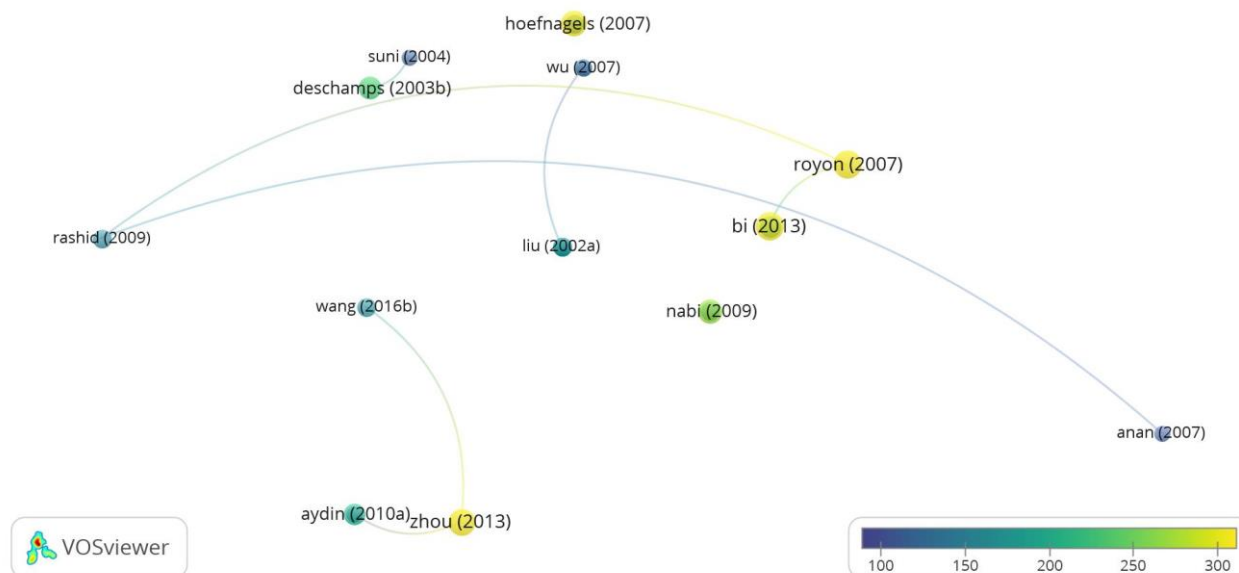 hoefnagels (2007)
suni (2004)
wu (2007)
deschamps (2003b)
royon (2007)
bi (2013)
rashid (2009)
liu (2002a)
wang (2016b)
nabi (2009)
anan (2007)
aydin (2010a)
zhou (2013)
VOSviewer
100 150 200 250 300